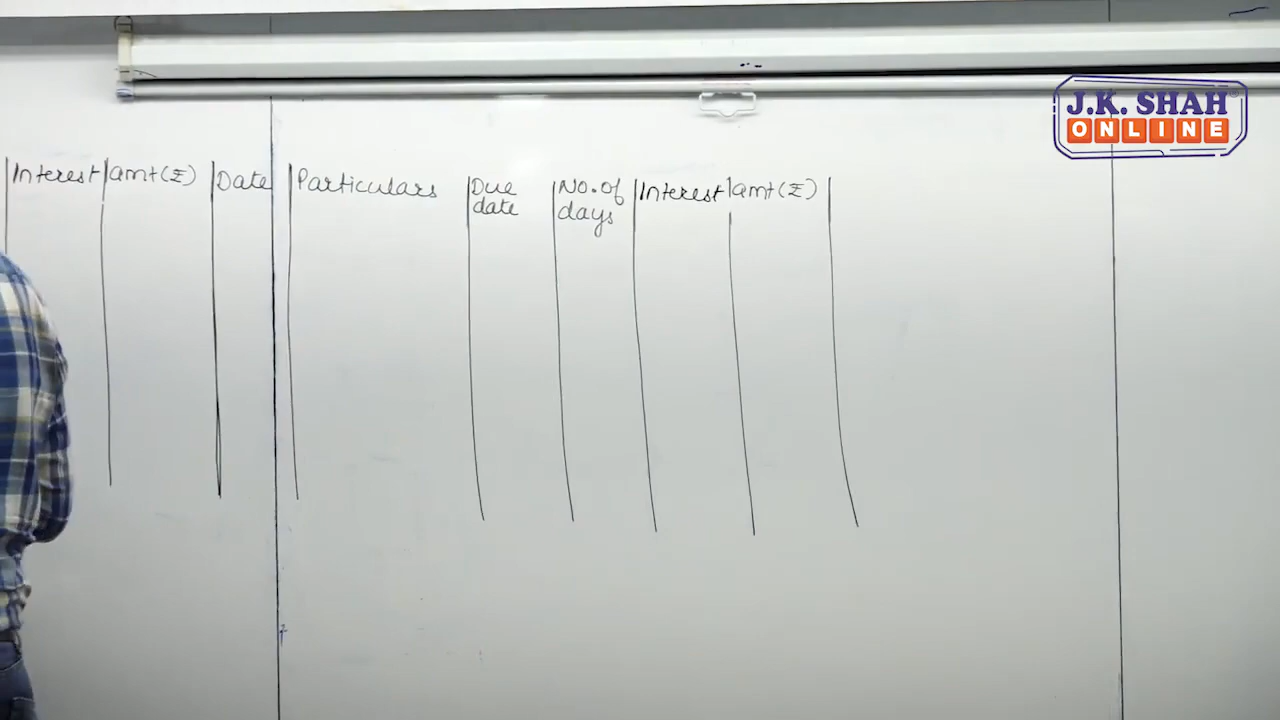 J.K. SHAH
ONLINE
Interest amt(₹) Date Particulars Due date No. of days Interest amt(₹)